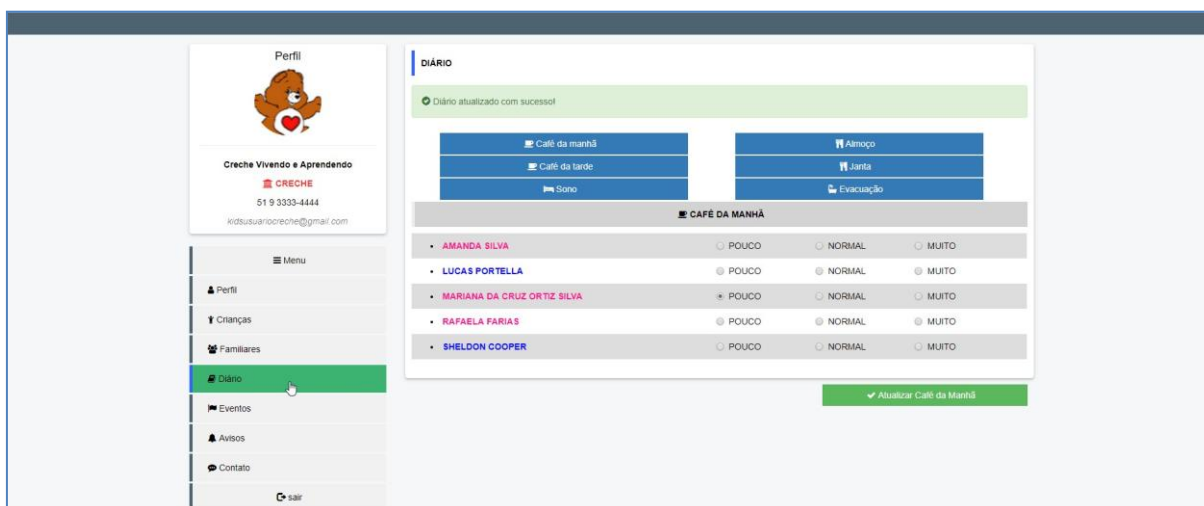 Perfil
Creche Vivendo e Aprendendo
CRECHE
51 9 3333-4444
kidsusuariocreche@gmail.com
Menu
Perfil
Crianças
Familiares
Diário
Eventos
Avisos
Contato
sair
DIÁRIO
Diário atualizado com sucesso!
Café da manhã
Almoço
Café da tarde
Janta
Sono
Evacuação
CAFÉ DA MANHÃ
AMANDA SILVA POUCO NORMAL MUITO
LUCAS PORTELLA POUCO NORMAL MUITO
MARIANA DA CRUZ ORTIZ SILVA POUCO NORMAL MUITO
RAFAELA FARIAS POUCO NORMAL MUITO
SHELDON COOPER POUCO NORMAL MUITO
Atualizar Café da Manhã